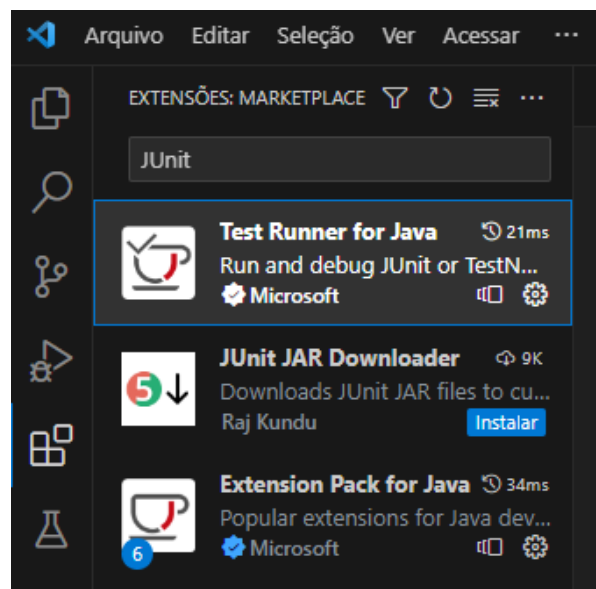 Arquivo Editar Seleção Ver Acessar ···
EXTENSÕES: MARKETPLACE ···
JUnit
Test Runner for Java 21ms
Run and debug JUnit or TestN...
Microsoft
JUnit JAR Downloader 9K
Downloads JUnit JAR files to cu...
Raj Kundu Instalar
Extension Pack for Java 34ms
Popular extensions for Java dev...
Microsoft
5
6